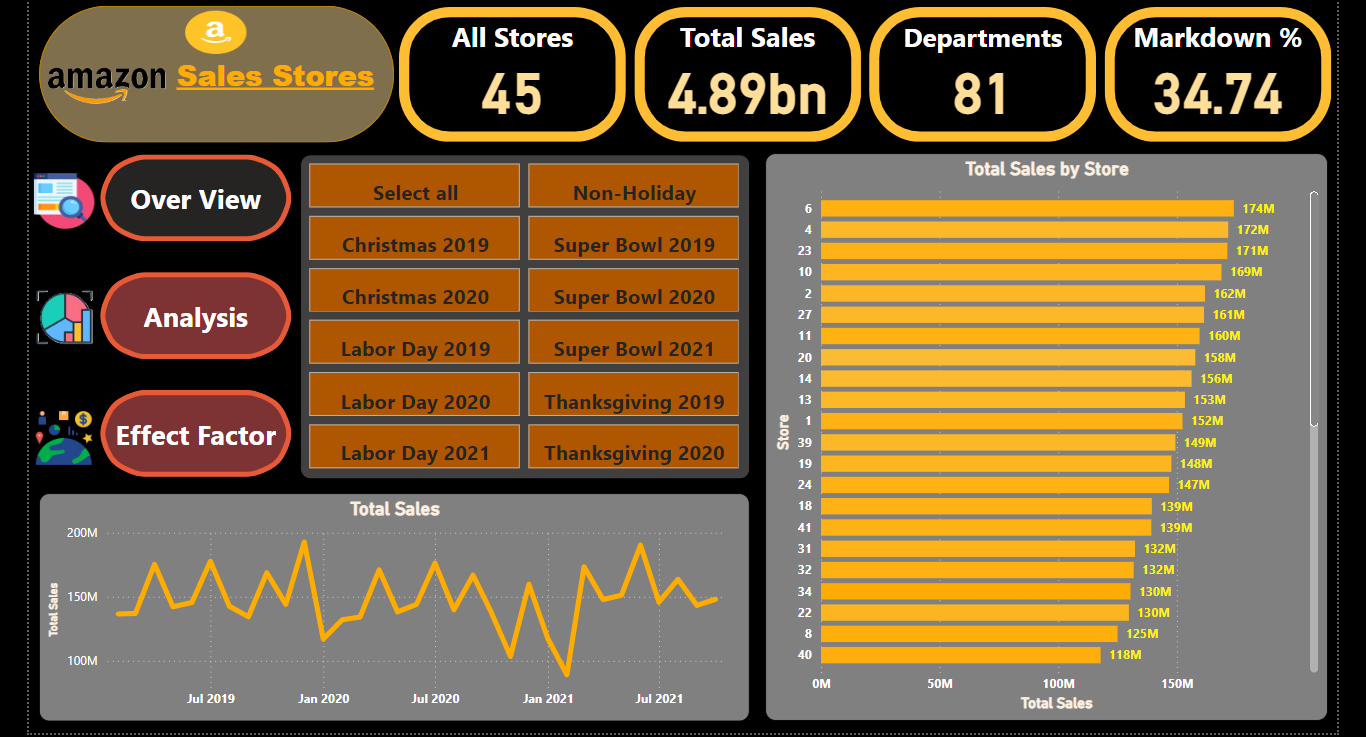 a
amazon Sales Stores
All Stores
45
Total Sales
4.89bn
Departments
81
Markdown %
34.74
Over View
Analysis
Effect Factor
Select all
Non-Holiday
Christmas 2019
Super Bowl 2019
Christmas 2020
Super Bowl 2020
Labor Day 2019
Super Bowl 2021
Labor Day 2020
Thanksgiving 2019
Labor Day 2021
Thanksgiving 2020
Total Sales
Total Sales
200M
150M
100M
Jul 2019
Jan 2020
Jul 2020
Jan 2021
Jul 2021
Total Sales by Store
Store
6 174M
4 172M
23 171M
10 169M
2 162M
27 161M
11 160M
20 158M
14 156M
13 153M
1 152M
39 149M
19 148M
24 147M
18 139M
41 139M
31 132M
32 132M
34 130M
22 130M
8 125M
40 118M
0M 50M 100M 150M
Total Sales